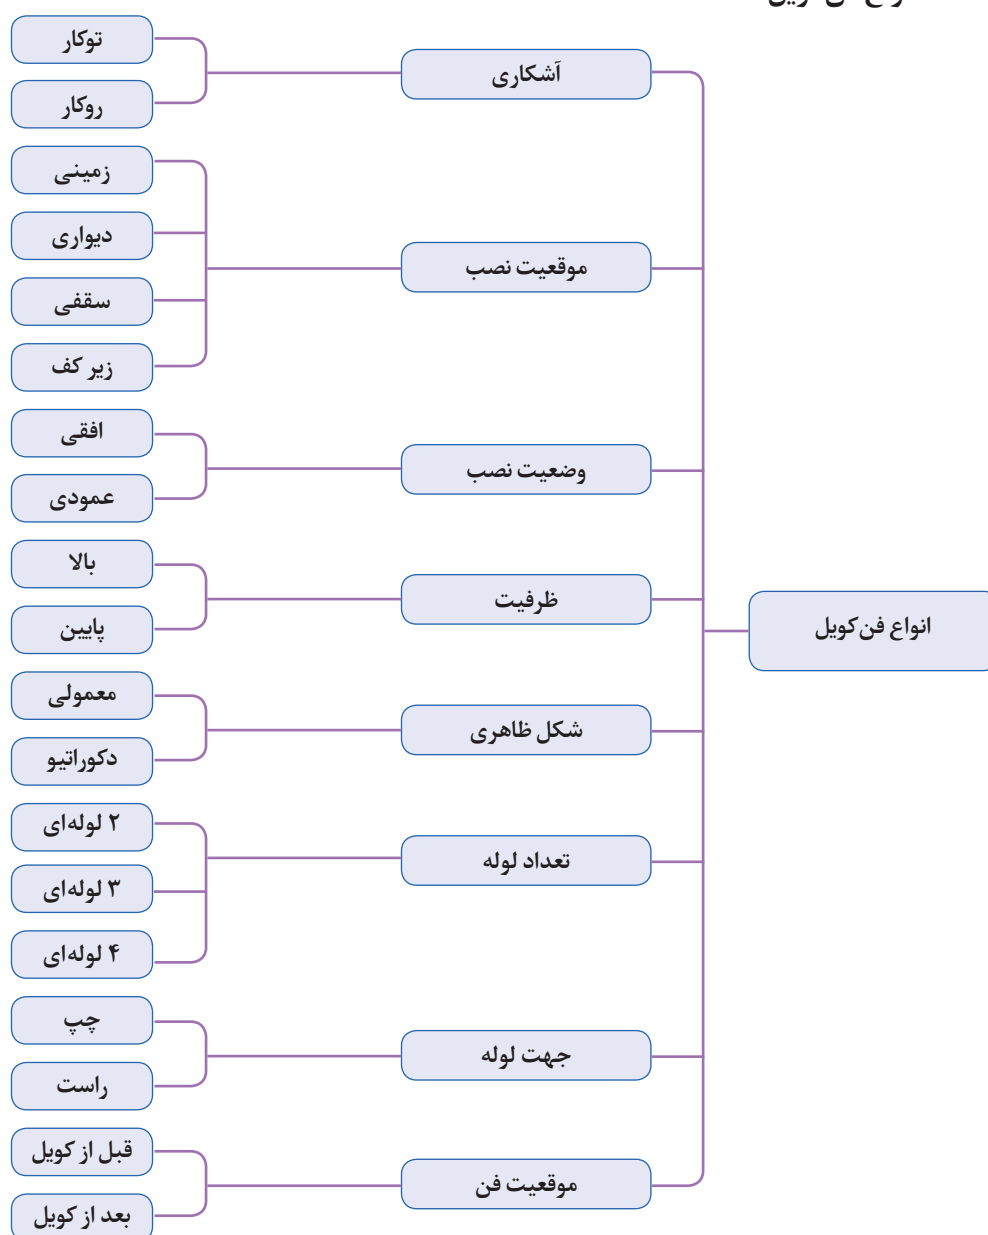 انواع فن‌کویل
آشکاری
توکار
روکار
موقعیت نصب
زمینی
دیواری
سقفی
زیر کف
وضعیت نصب
افقی
عمودی
ظرفیت
بالا
پایین
شکل ظاهری
معمولی
دکوراتیو
تعداد لوله
۲ لوله‌ای
۳ لوله‌ای
۴ لوله‌ای
جهت لوله
چپ
راست
موقعیت فن
قبل از کویل
بعد از کویل